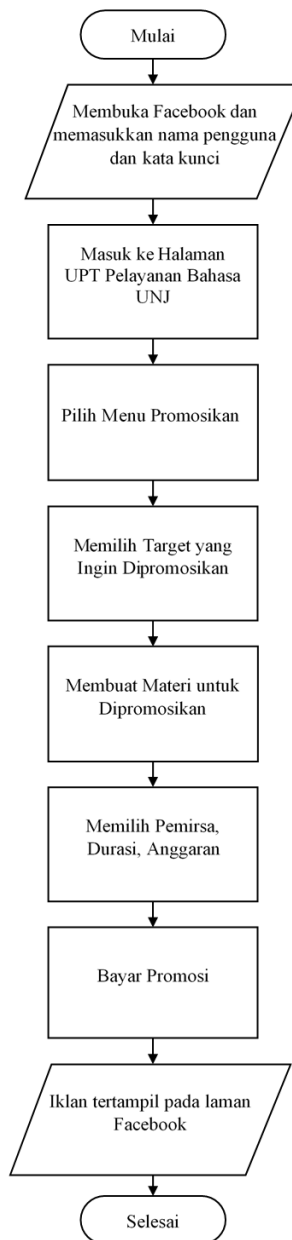 Mulai
Membuka Facebook dan
memasukkan nama pengguna
dan kata kunci
Masuk ke Halaman
UPT Pelayanan Bahasa
UNJ
Pilih Menu Promosikan
Memilih Target yang
Ingin Dipromosikan
Membuat Materi untuk
Dipromosikan
Memilih Pemirsa,
Durasi, Anggaran
Bayar Promosi
Iklan tertampil pada laman
Facebook
Selesai